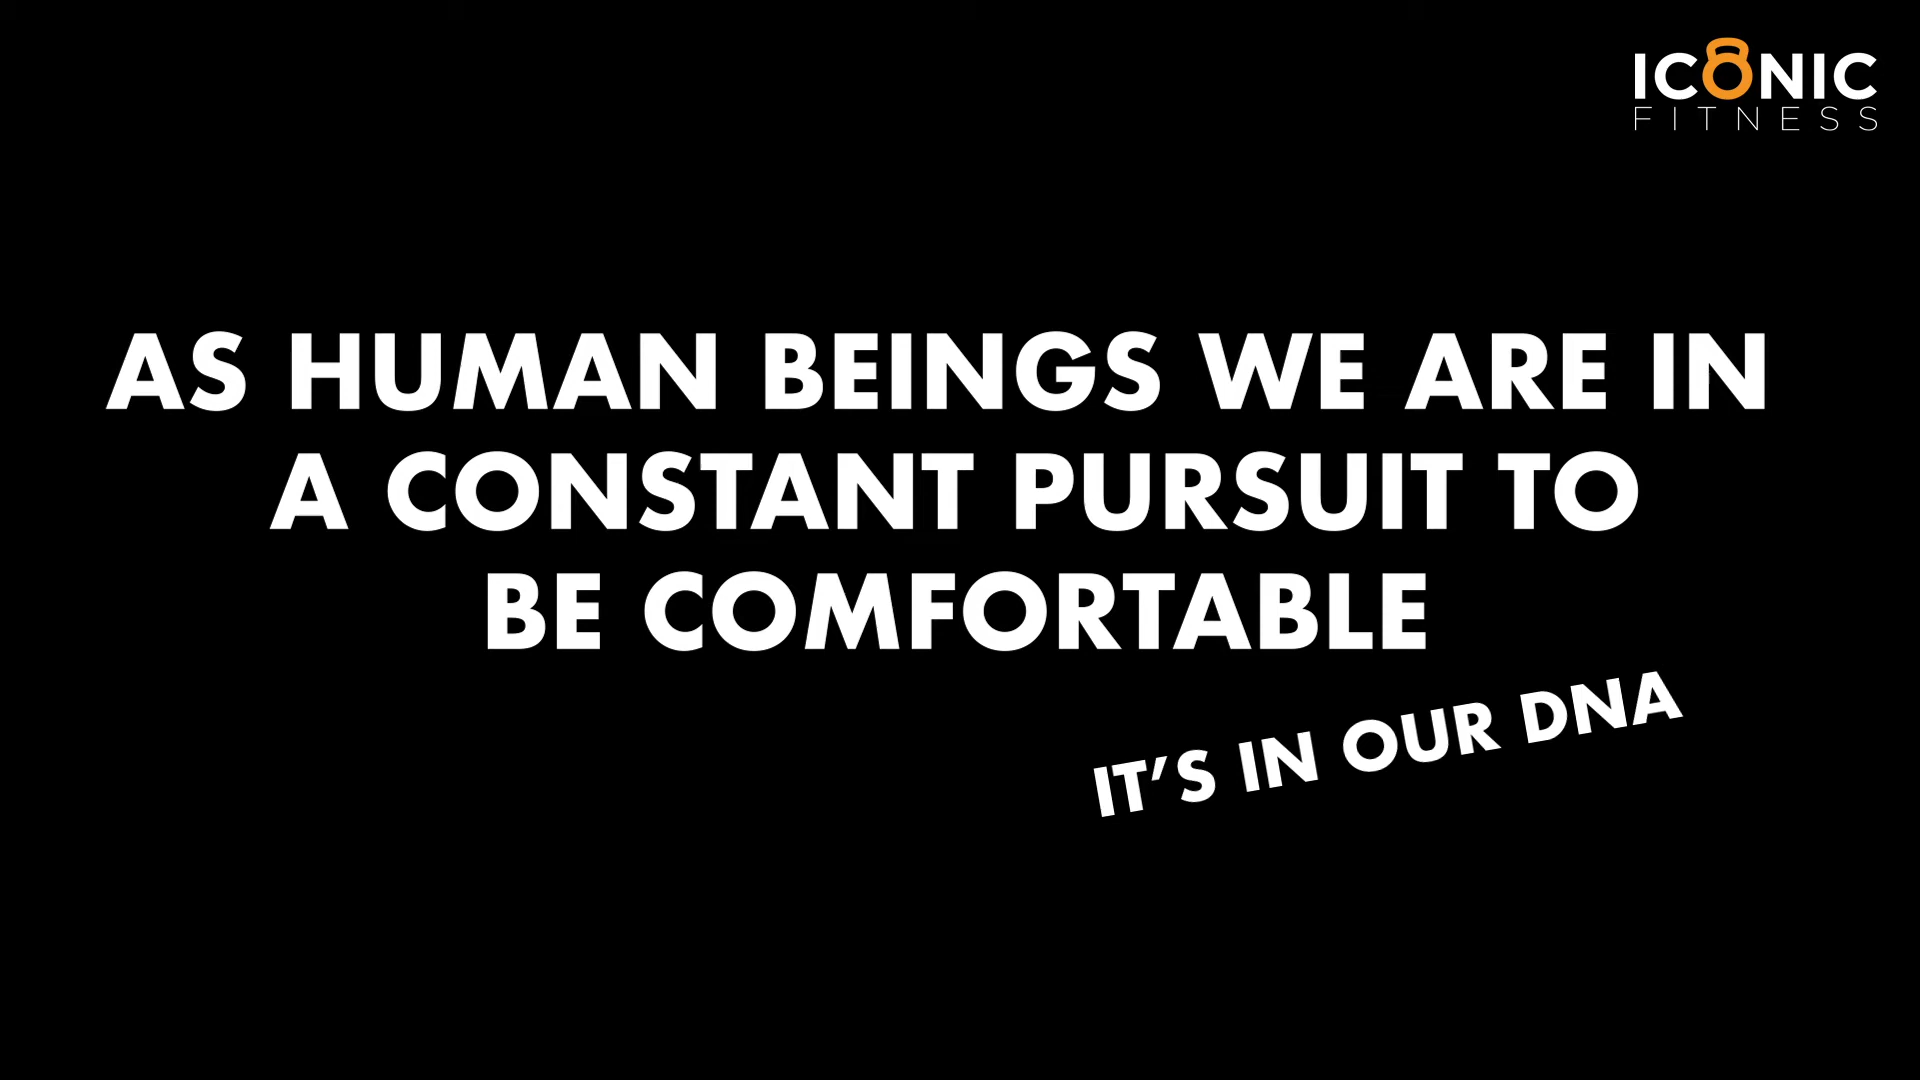 ICONIC
FITNESS
AS HUMAN BEINGS WE ARE IN
A CONSTANT PURSUIT TO
BE COMFORTABLE
IT’S IN OUR DNA